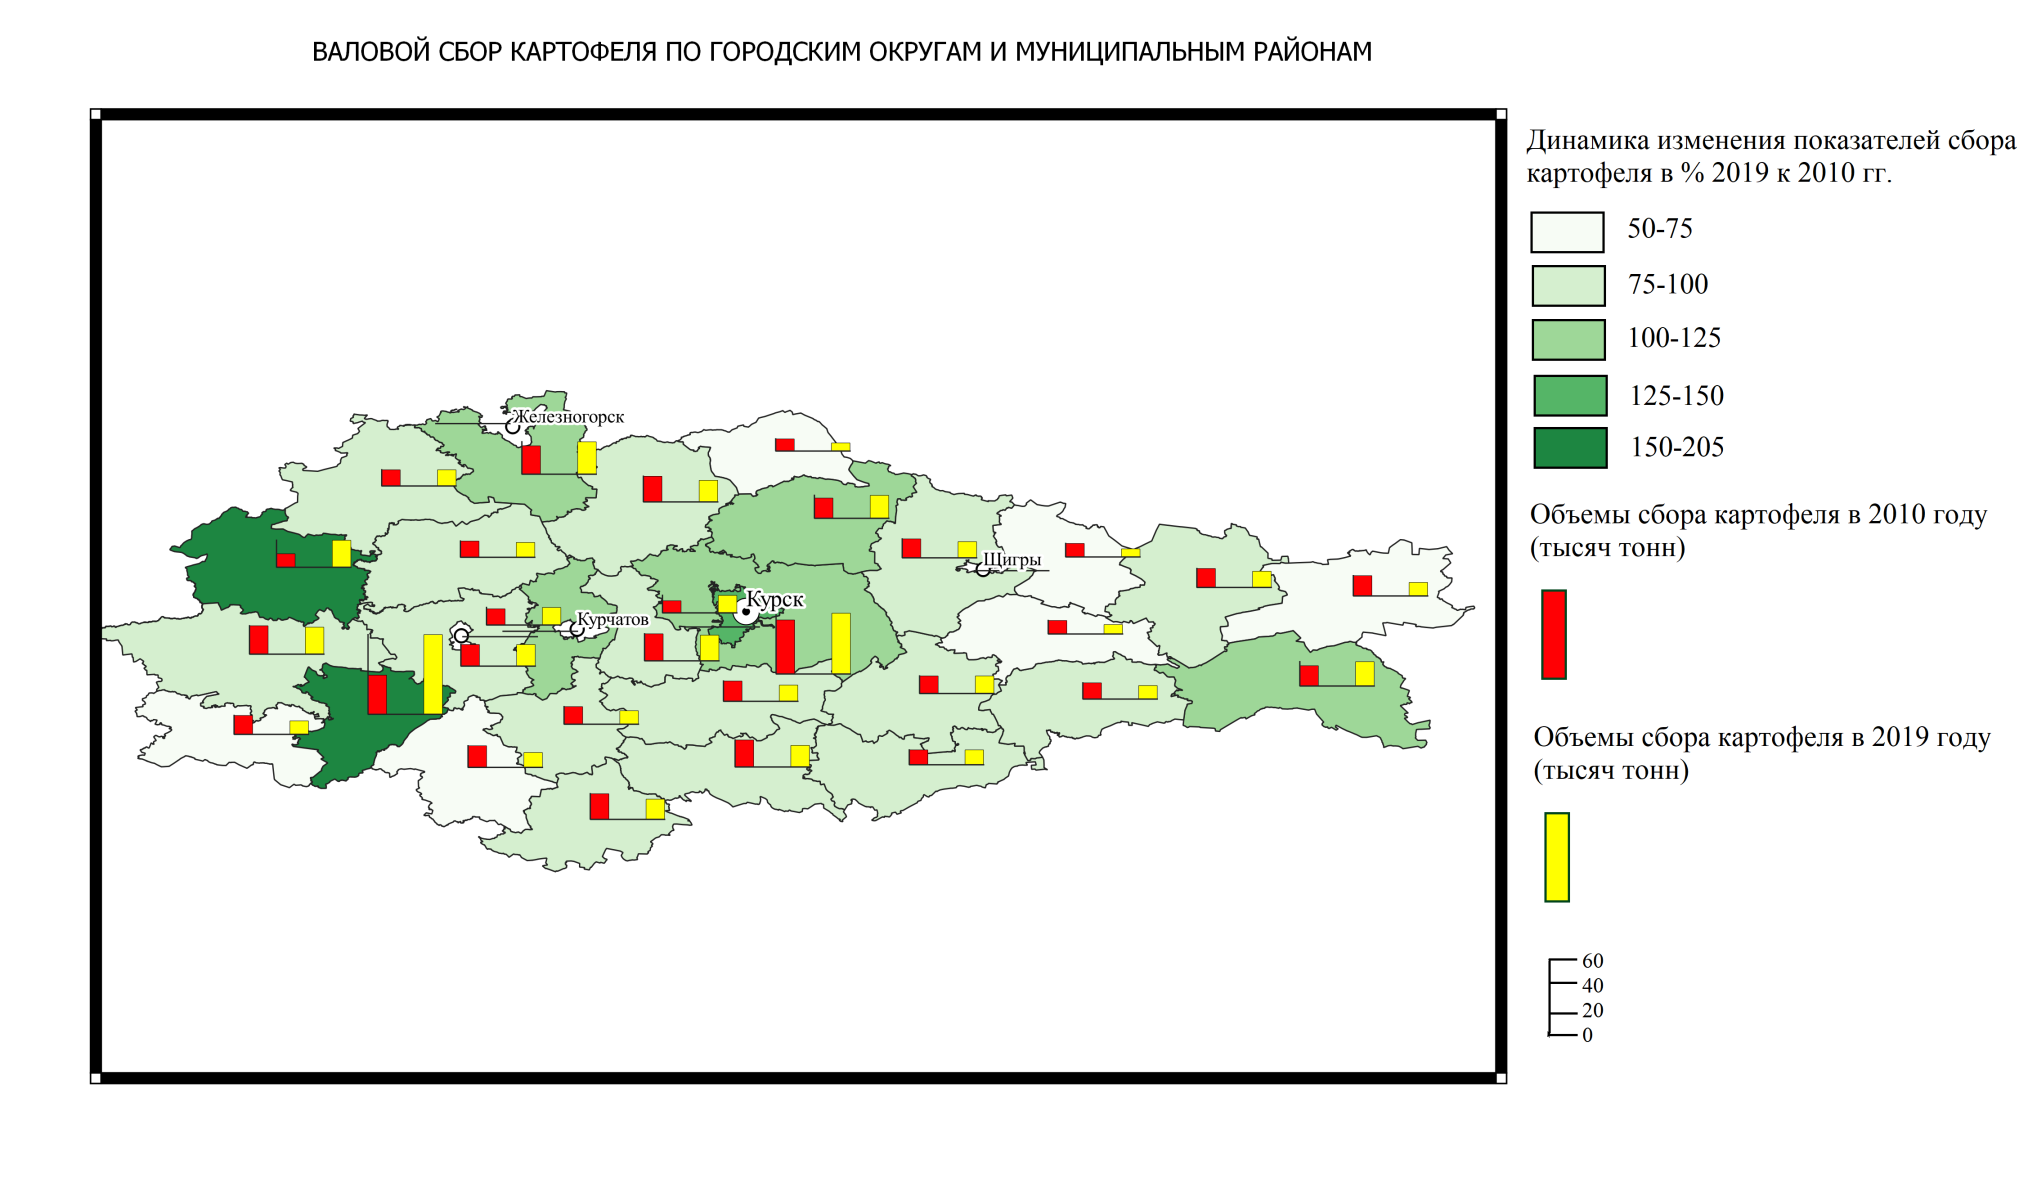 ВАЛОВОЙ СБОР КАРТОФЕЛЯ ПО ГОРОДСКИМ ОКРУГАМ И МУНИЦИПАЛЬНЫМ РАЙОНАМ
Динамика изменения показателей сбора
картофеля в % 2019 к 2010 гг.
50-75
75-100
100-125
125-150
150-205
Объемы сбора картофеля в 2010 году
(тысяч тонн)
Объемы сбора картофеля в 2019 году
(тысяч тонн)
60
40
20
0
Железногорск
Щигры
Курск
Курчатов